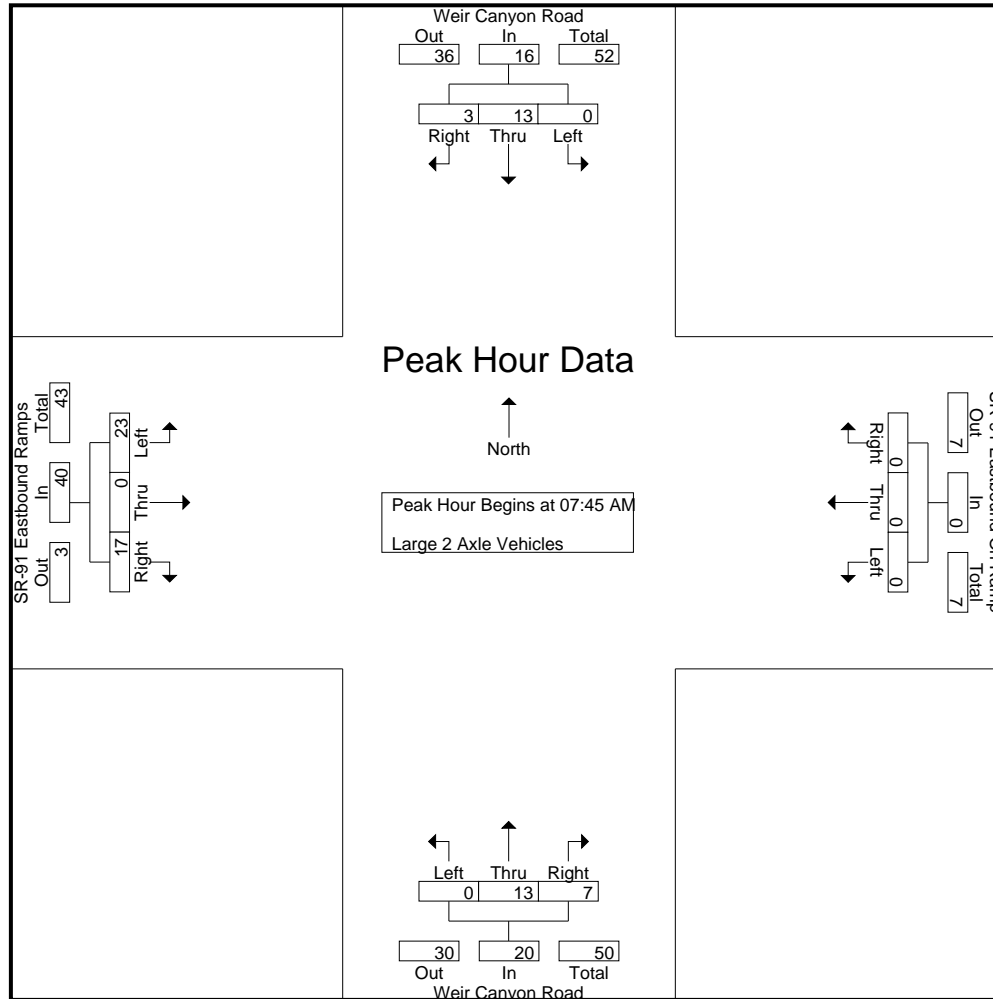 Weir Canyon Road
Out In Total
36 16 52
3 13 0
Right Thru Left
Peak Hour Data
North
Peak Hour Begins at 07:45 AM
Large 2 Axle Vehicles
SR-91 Eastbound Ramps
Out In Total
3 40 43
23 0 17
Left Thru Right
Out In Total
7 0 7
0 0 0
Right Thru Left
Left Thru Right
0 13 7
30 20 50
Out In Total
Weir Canyon Road